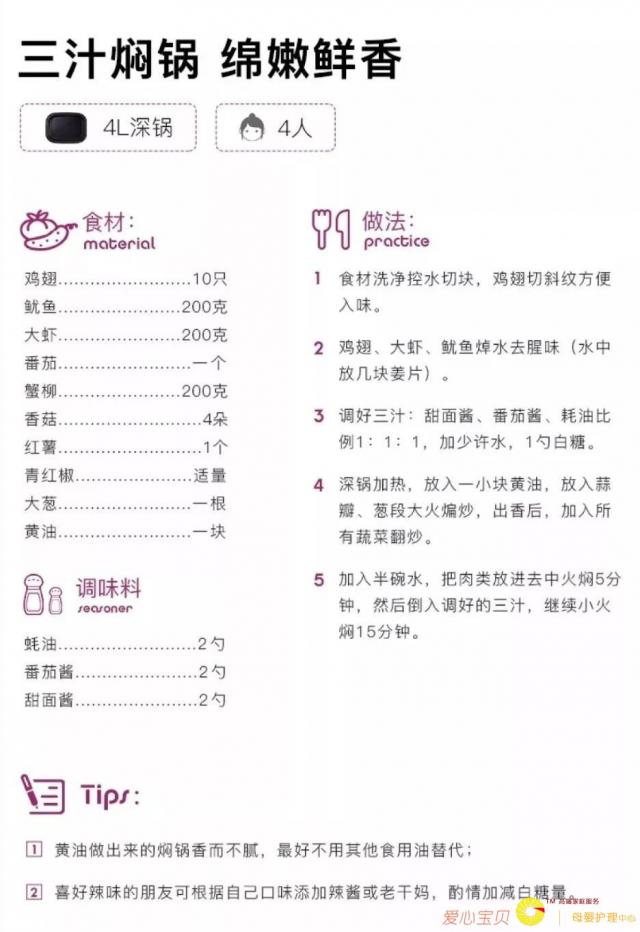 三汁焖锅 绵嫩鲜香
4L深锅
4人
食材：
material
鸡翅........................10只
鱿鱼......................200克
大虾......................200克
番茄........................一个
蟹柳......................200克
香菇.........................4朵
红薯.........................1个
青红椒.....................适量
大葱........................一根
黄油........................一块
调味料
seasoner
蚝油.........................2勺
番茄酱......................2勺
甜面酱......................2勺
做法：
practice
1 食材洗净控水切块，鸡翅切斜纹方便
入味。
2 鸡翅、大虾、鱿鱼焯水去腥味（水中
放几块姜片）。
3 调好三汁：甜面酱、番茄酱、耗油比
例1：1：1，加少许水，1勺白糖。
4 深锅加热，放入一小块黄油，放入蒜
瓣、葱段大火煸炒，出香后，加入所
有蔬菜翻炒。
5 加入半碗水，把肉类放进去中火焖5分
钟，然后倒入调好的三汁，继续小火
焖15分钟。
Tips：
1 黄油做出来的焖锅香而不腻，最好不用其他食用油替代；
2 喜好辣味的朋友可根据自己口味添加辣酱或老干妈，酌情加减白糖量。
爱心宝贝 TM 高端家庭服务 母婴护理中心